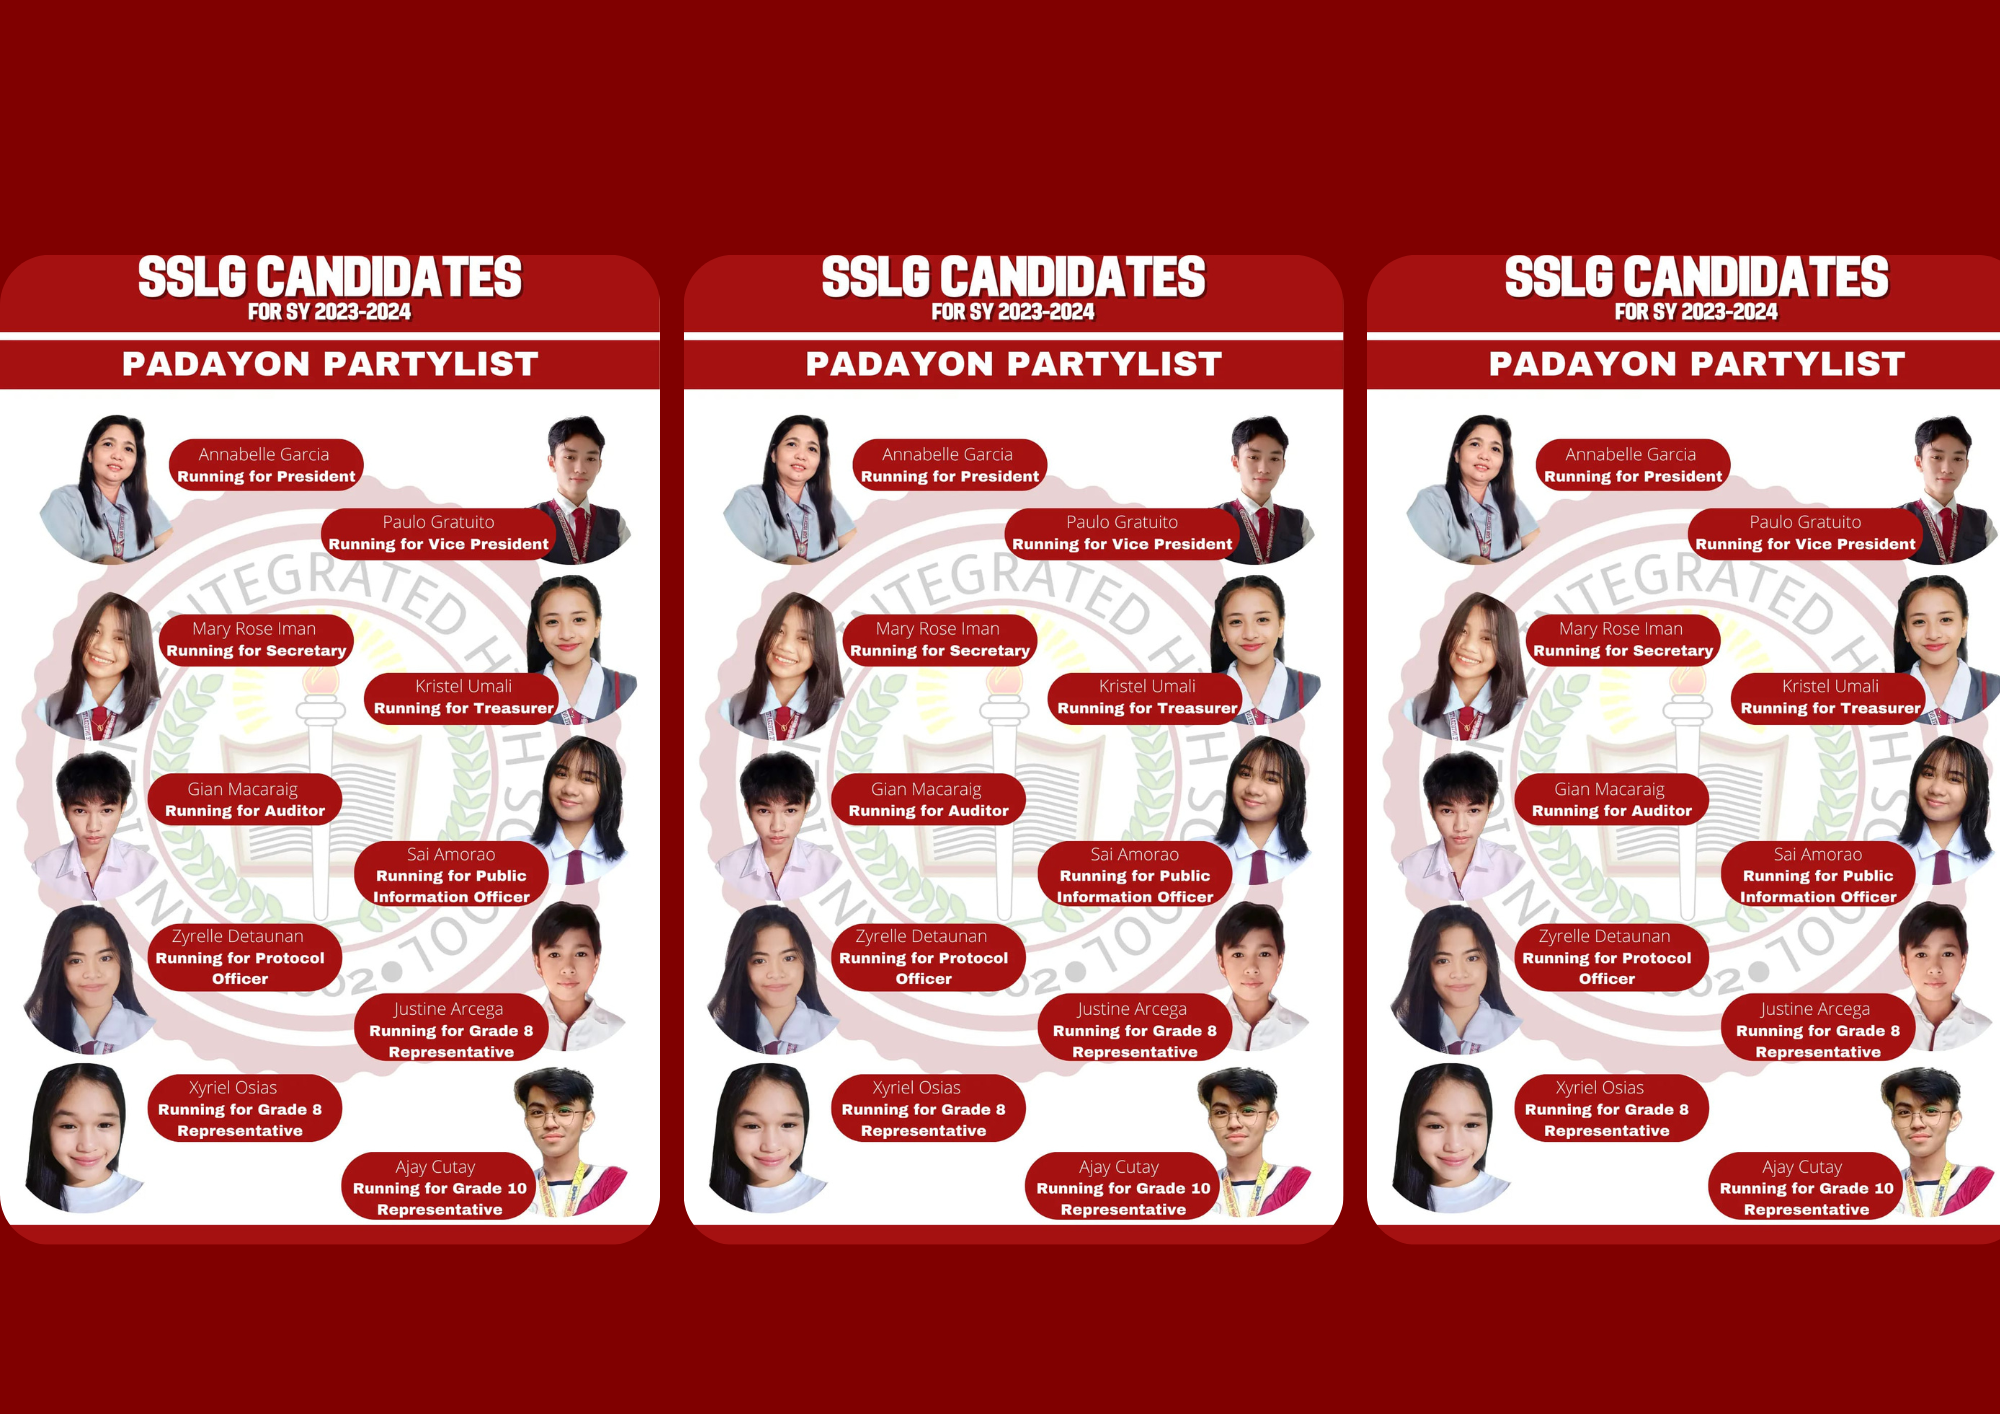 SSLG CANDIDATES
FOR SY 2023-2024
PADAYON PARTYLIST
Annabelle Garcia
Running for President
Paulo Gratuito
Running for Vice President
Mary Rose Iman
Running for Secretary
Kristel Umali
Running for Treasurer
Gian Macaraig
Running for Auditor
Sai Amorao
Running for Public
Information Officer
Zyrelle Detaunan
Running for Protocol
Officer
Justine Arcega
Running for Grade 8
Representative
Xyriel Osias
Running for Grade 8
Representative
Ajay Cutay
Running for Grade 10
Representative
SSLG CANDIDATES
FOR SY 2023-2024
PADAYON PARTYLIST
Annabelle Garcia
Running for President
Paulo Gratuito
Running for Vice President
Mary Rose Iman
Running for Secretary
Kristel Umali
Running for Treasurer
Gian Macaraig
Running for Auditor
Sai Amorao
Running for Public
Information Officer
Zyrelle Detaunan
Running for Protocol
Officer
Justine Arcega
Running for Grade 8
Representative
Xyriel Osias
Running for Grade 8
Representative
Ajay Cutay
Running for Grade 10
Representative
SSLG CANDIDATES
FOR SY 2023-2024
PADAYON PARTYLIST
Annabelle Garcia
Running for President
Paulo Gratuito
Running for Vice President
Mary Rose Iman
Running for Secretary
Kristel Umali
Running for Treasurer
Gian Macaraig
Running for Auditor
Sai Amorao
Running for Public
Information Officer
Zyrelle Detaunan
Running for Protocol
Officer
Justine Arcega
Running for Grade 8
Representative
Xyriel Osias
Running for Grade 8
Representative
Ajay Cutay
Running for Grade 10
Representative